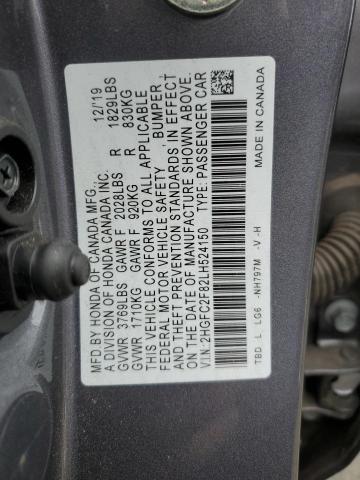 MFD BY HONDA OF CANADA MFG., 12/19
A DIVISION OF HONDA CANADA INC.
GVWR 3769LBS GAWR F 2028LBS R 1829LBS
GVWR 1710KG GAWR F 920KG R 830KG
THIS VEHICLE CONFORMS TO ALL APPLICABLE
FEDERAL MOTOR VEHICLE SAFETY, BUMPER,
AND THEFT PREVENTION STANDARDS IN EFFECT
ON THE DATE OF MANUFACTURE SHOWN ABOVE.
V.I.N: 2HGFC2F82LH524150 TYPE: PASSENGER CAR
TBD L LG6 -NH797M -V -H MADE IN CANADA